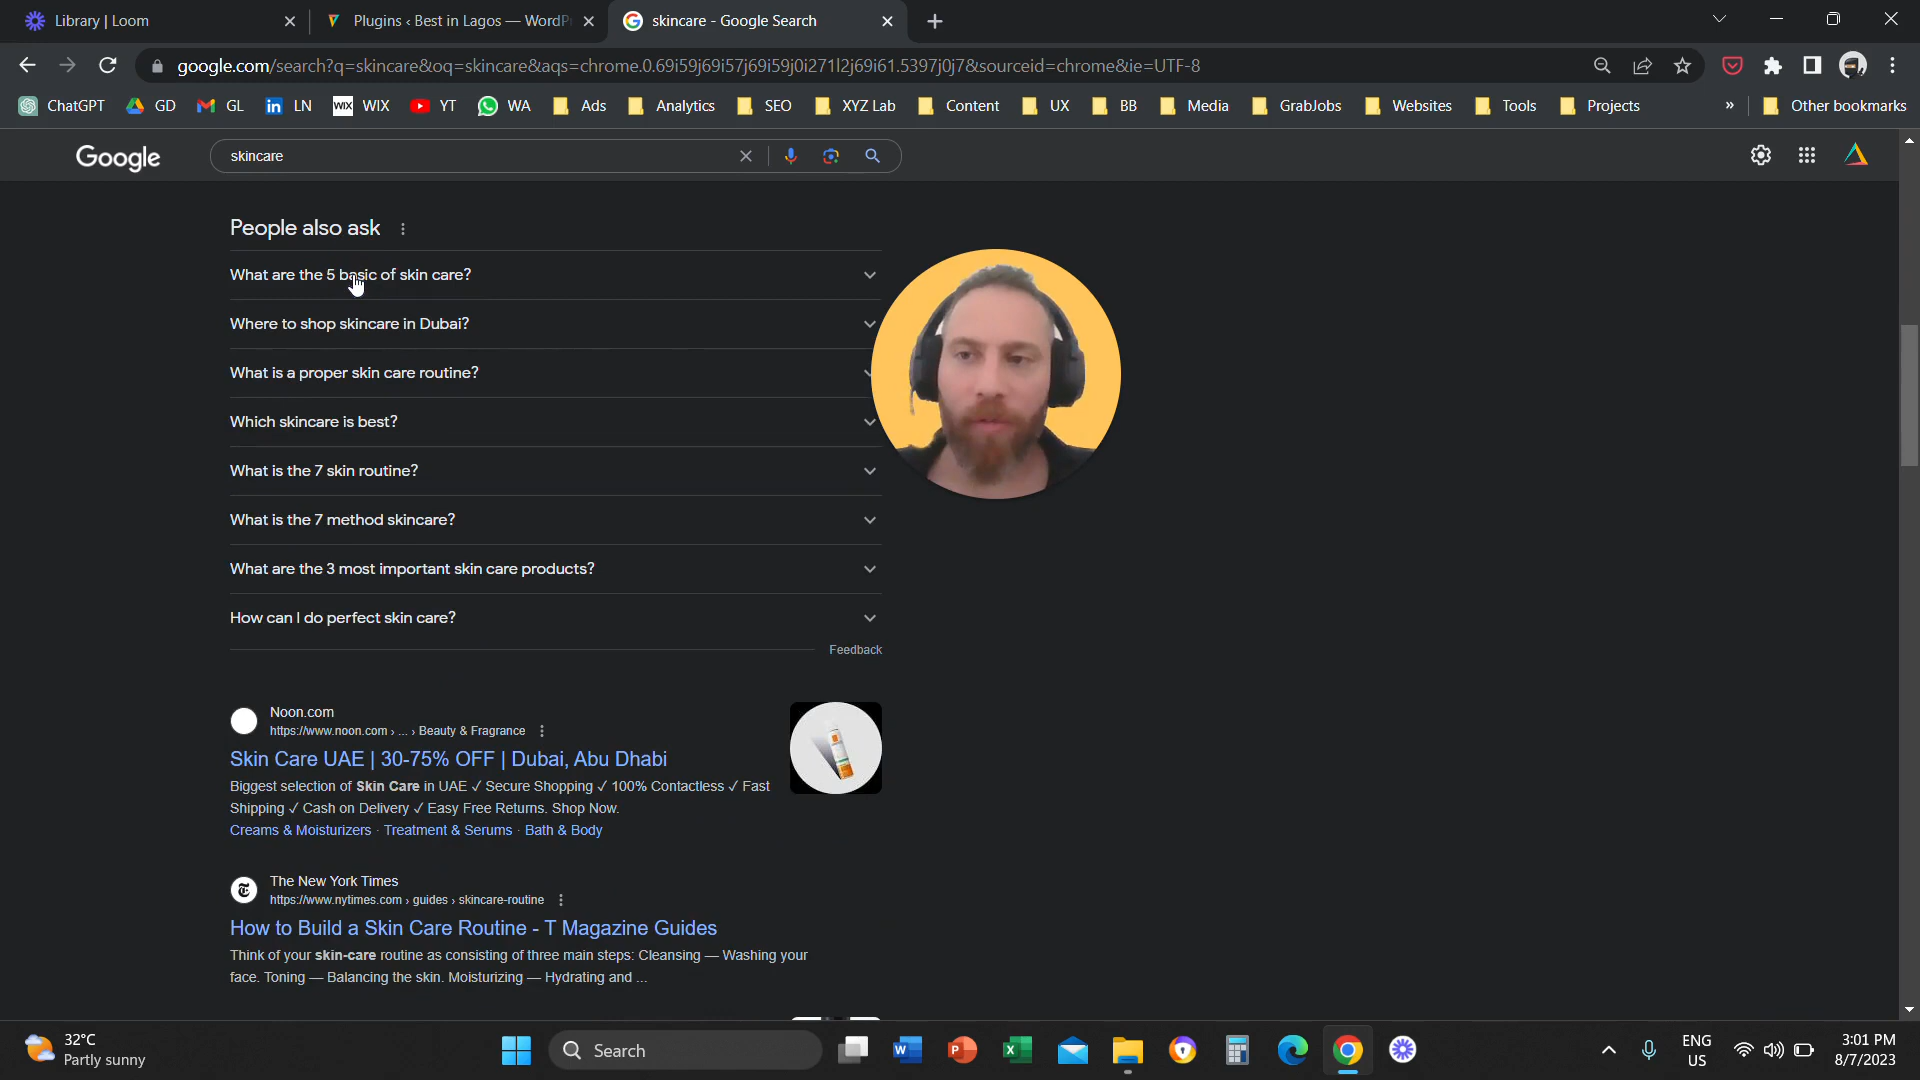 Library | Loom
Plugins ‹ Best in Lagos — WordPr
skincare - Google Search
google.com/search?q=skincare&oq=skincare&aqs=chrome.0.69i59j69i57j69i59j0i271l2j69i61.5397j0j7&sourceid=chrome&ie=UTF-8
ChatGPT GD GL LN WIX WIX YT WA Ads Analytics SEO XYZ Lab Content UX BB Media GrabJobs Websites Tools Projects » Other bookmarks
Google
skincare
People also ask
What are the 5 basic of skin care?
Where to shop skincare in Dubai?
What is a proper skin care routine?
Which skincare is best?
What is the 7 skin routine?
What is the 7 method skincare?
What are the 3 most important skin care products?
How can I do perfect skin care?
Feedback
Noon.com
https://www.noon.com › ... › Beauty & Fragrance
Skin Care UAE | 30-75% OFF | Dubai, Abu Dhabi
Biggest selection of Skin Care in UAE ✓ Secure Shopping ✓ 100% Contactless ✓ Fast
Shipping ✓ Cash on Delivery ✓ Easy Free Returns. Shop Now.
Creams & Moisturizers · Treatment & Serums · Bath & Body
The New York Times
https://www.nytimes.com › guides › skincare-routine
How to Build a Skin Care Routine - T Magazine Guides
Think of your skin-care routine as consisting of three main steps: Cleansing — Washing your
face. Toning — Balancing the skin. Moisturizing — Hydrating and ...
32°C
Partly sunny
Search
ENG
US
3:01 PM
8/7/2023